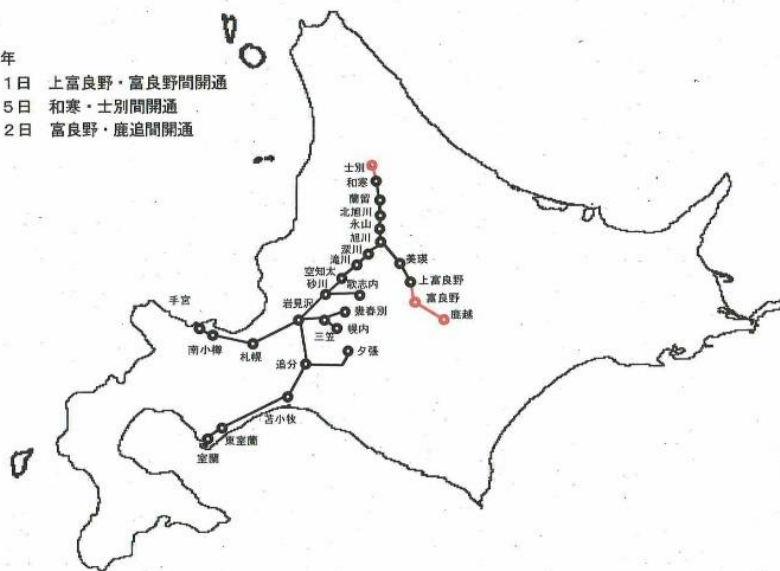 年
1日 上富良野・富良野間開通
5日 和寒・士別間開通
2日 富良野・鹿追間開通
士別
和寒
蘭留
北旭川
永山
旭川
深川
滝川
空知太
砂川
歌志内
美瑛
上富良野
富良野
鹿越
手宮
岩見沢
幾春別
三笠
幌内
南小樽
札幌
追分
夕張
苫小牧
東室蘭
室蘭